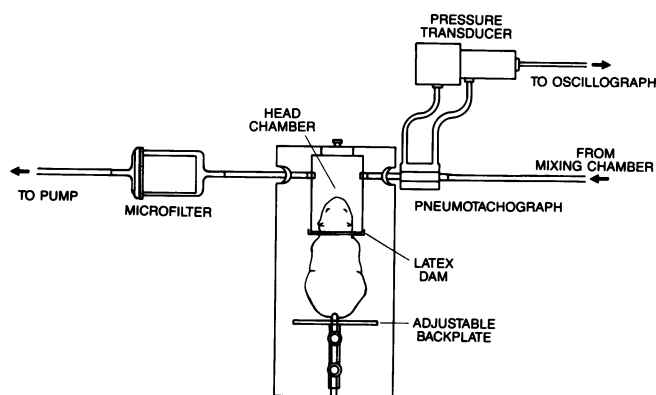 PRESSURE
TRANSDUCER
TO OSCILLOGRAPH
HEAD
CHAMBER
FROM
MIXING CHAMBER
TO PUMP
MICROFILTER
PNEUMOTACHOGRAPH
LATEX
DAM
ADJUSTABLE
BACKPLATE